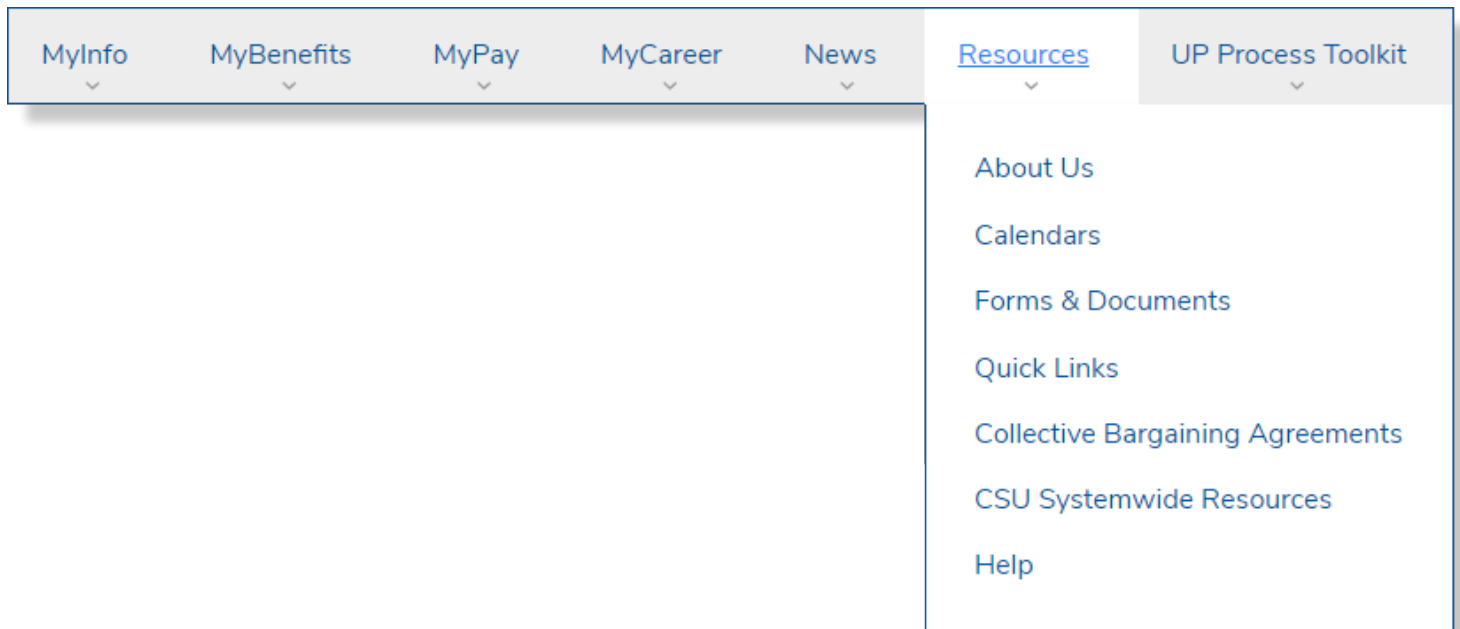 MyInfo MyBenefits MyPay MyCareer News Resources UP Process Toolkit
About Us
Calendars
Forms & Documents
Quick Links
Collective Bargaining Agreements
CSU Systemwide Resources
Help